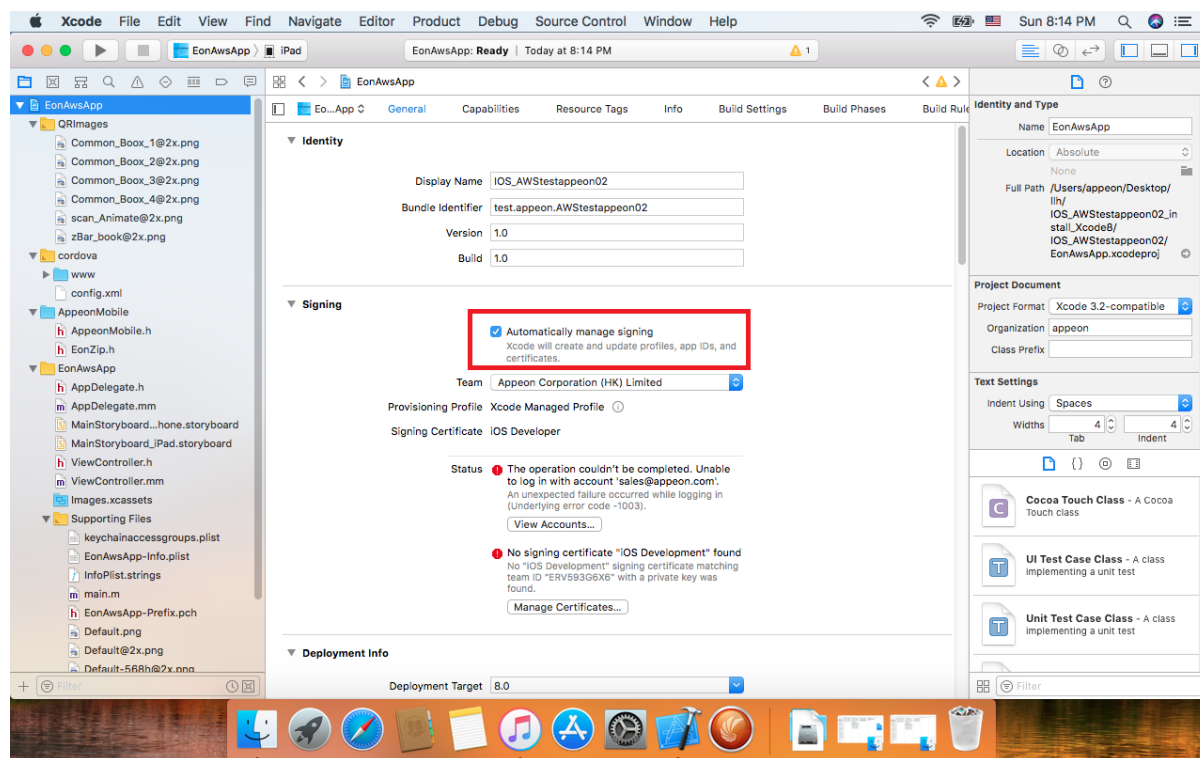 Xcode File Edit View Find Navigate Editor Product Debug Source Control Window Help Sun 8:14 PM
EonAwsApp iPad EonAwsApp: Ready | Today at 8:14 PM 1
EonAwsApp
EonAwsApp
QRImages
Common_Boox_1@2x.png
Common_Boox_2@2x.png
Common_Boox_3@2x.png
Common_Boox_4@2x.png
scan_Animate@2x.png
zBar_book@2x.png
cordova
www
config.xml
AppeonMobile
AppeonMobile.h
EonZip.h
EonAwsApp
AppDelegate.h
AppDelegate.mm
MainStoryboard...hone.storyboard
MainStoryboard_iPad.storyboard
ViewController.h
ViewController.mm
Images.xcassets
Supporting Files
keychainaccessgroups.plist
EonAwsApp-Info.plist
InfoPlist.strings
main.m
EonAwsApp-Prefix.pch
Default.png
Default@2x.png
Default-568h@2x.png
Filter
Eo...App General Capabilities Resource Tags Info Build Settings Build Phases Build Rule
Identity
Display Name IOS_AWStestappeon02
Bundle Identifier test.appeon.AWStestappeon02
Version 1.0
Build 1.0
Signing
Automatically manage signing
Xcode will create and update profiles, app IDs, and
certificates.
Team Appeon Corporation (HK) Limited
Provisioning Profile Xcode Managed Profile
Signing Certificate iOS Developer
Status The operation couldn't be completed. Unable
to log in with account 'sales@appeon.com'.
An unexpected failure occurred while logging in
(Underlying error code -1003).
View Accounts...
No signing certificate "iOS Development" found
No "iOS Development" signing certificate matching
team ID "ERV593G6X6" with a private key was
found.
Manage Certificates...
Deployment Info
Deployment Target 8.0
Identity and Type
Name EonAwsApp
Location Absolute
None
Full Path /Users/appeon/Desktop/
llh/
IOS_AWStestappeon02_in
stall_Xcode8/
IOS_AWStestappeon02/
EonAwsApp.xcodeproj
Project Document
Project Format Xcode 3.2-compatible
Organization appeon
Class Prefix
Text Settings
Indent Using Spaces
Widths 4 4
Tab Indent
Cocoa Touch Class - A Cocoa
Touch class
UI Test Case Class - A class
implementing a unit test
Unit Test Case Class - A class
implementing a unit test
Filter